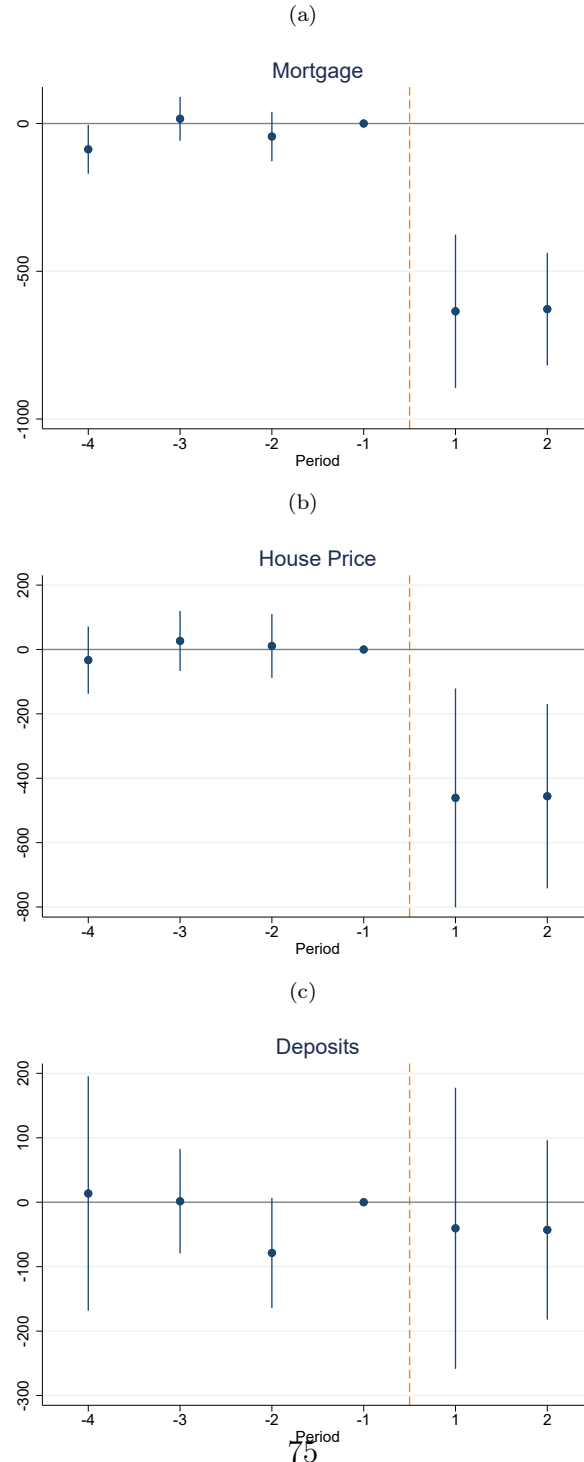 (a)
Mortgage
0
-500
-1000
-4 -3 -2 -1 1 2
Period
(b)
House Price
200
0
-200
-400
-600
-800
-4 -3 -2 -1 1 2
Period
(c)
Deposits
200
100
0
-100
-200
-300
-4 -3 -2 -1 1 2
Period
75